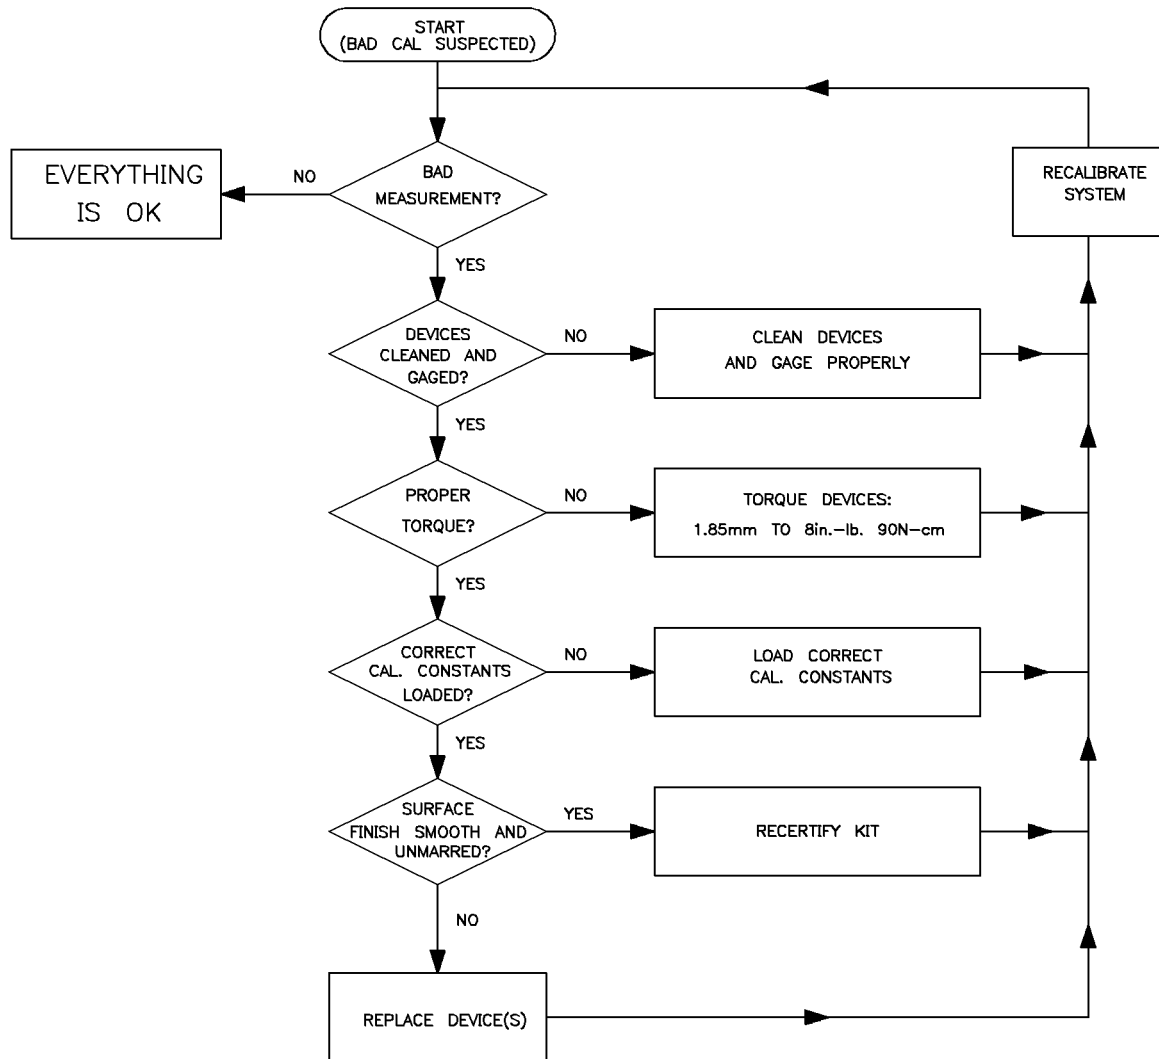 START
(BAD CAL SUSPECTED)
BAD
MEASUREMENT?
NO
EVERYTHING
IS OK
RECALIBRATE
SYSTEM
YES
DEVICES
CLEANED AND
GAGED?
NO
CLEAN DEVICES
AND GAGE PROPERLY
YES
PROPER
TORQUE?
NO
TORQUE DEVICES:
1.85mm TO 8in.-lb. 90N-cm
YES
CORRECT
CAL. CONSTANTS
LOADED?
NO
LOAD CORRECT
CAL. CONSTANTS
YES
SURFACE
FINISH SMOOTH AND
UNMARRED?
YES
RECERTIFY KIT
NO
REPLACE DEVICE(S)